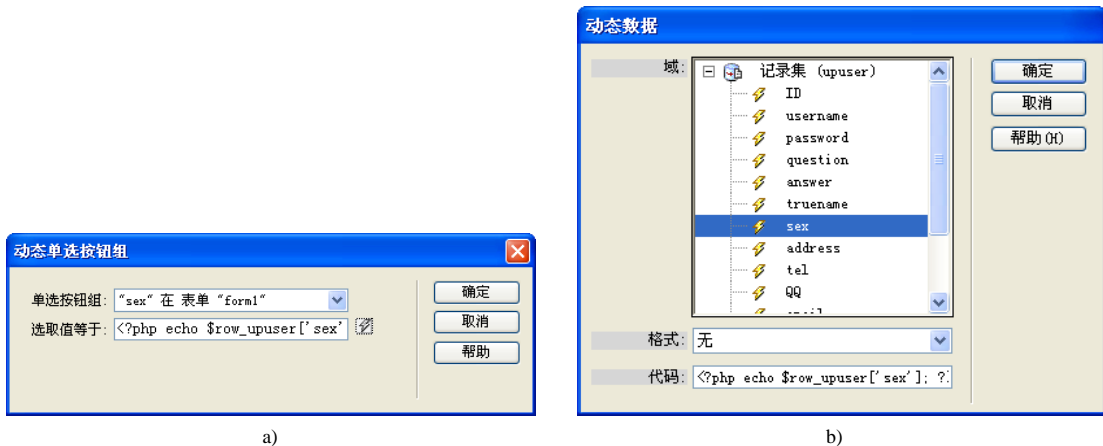 动态单选按钮组
单选按钮组: "sex" 在 表单 "form1"
选取值等于: <?php echo $row_upuser['sex'
确定
取消
帮助
a)
动态数据
域:
记录集 (upuser)
ID
username
password
question
answer
truename
sex
address
tel
QQ
确定
取消
帮助(H)
格式: 无
代码: <?php echo $row_upuser['sex']; ?
b)